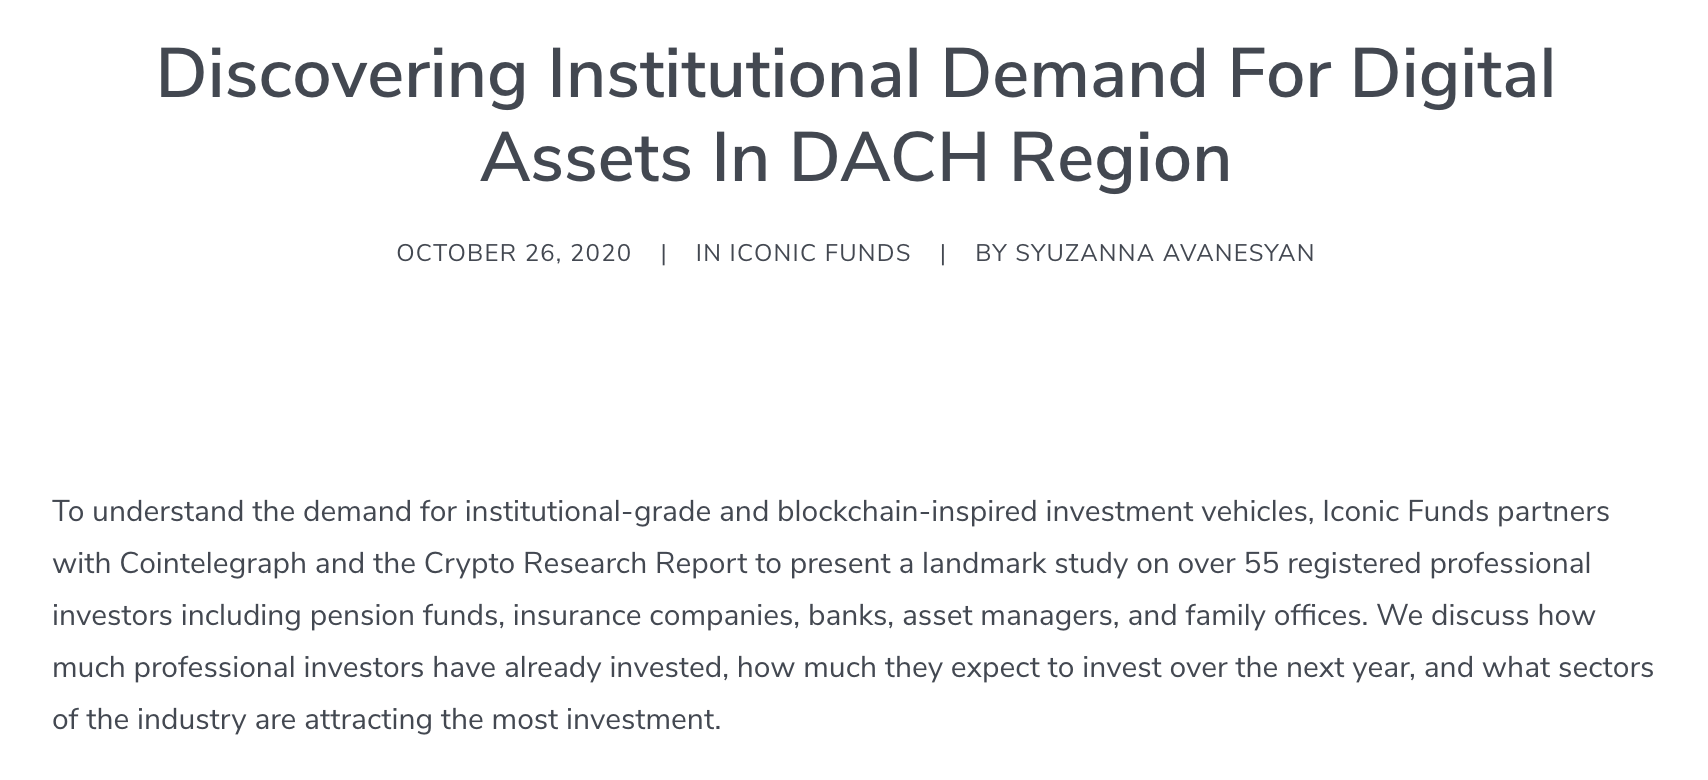 Discovering Institutional Demand For Digital
Assets In DACH Region
OCTOBER 26, 2020 | IN ICONIC FUNDS | BY SYUZANNA AVANESYAN
To understand the demand for institutional-grade and blockchain-inspired investment vehicles, Iconic Funds partners
with Cointelegraph and the Crypto Research Report to present a landmark study on over 55 registered professional
investors including pension funds, insurance companies, banks, asset managers, and family offices. We discuss how
much professional investors have already invested, how much they expect to invest over the next year, and what sectors
of the industry are attracting the most investment.